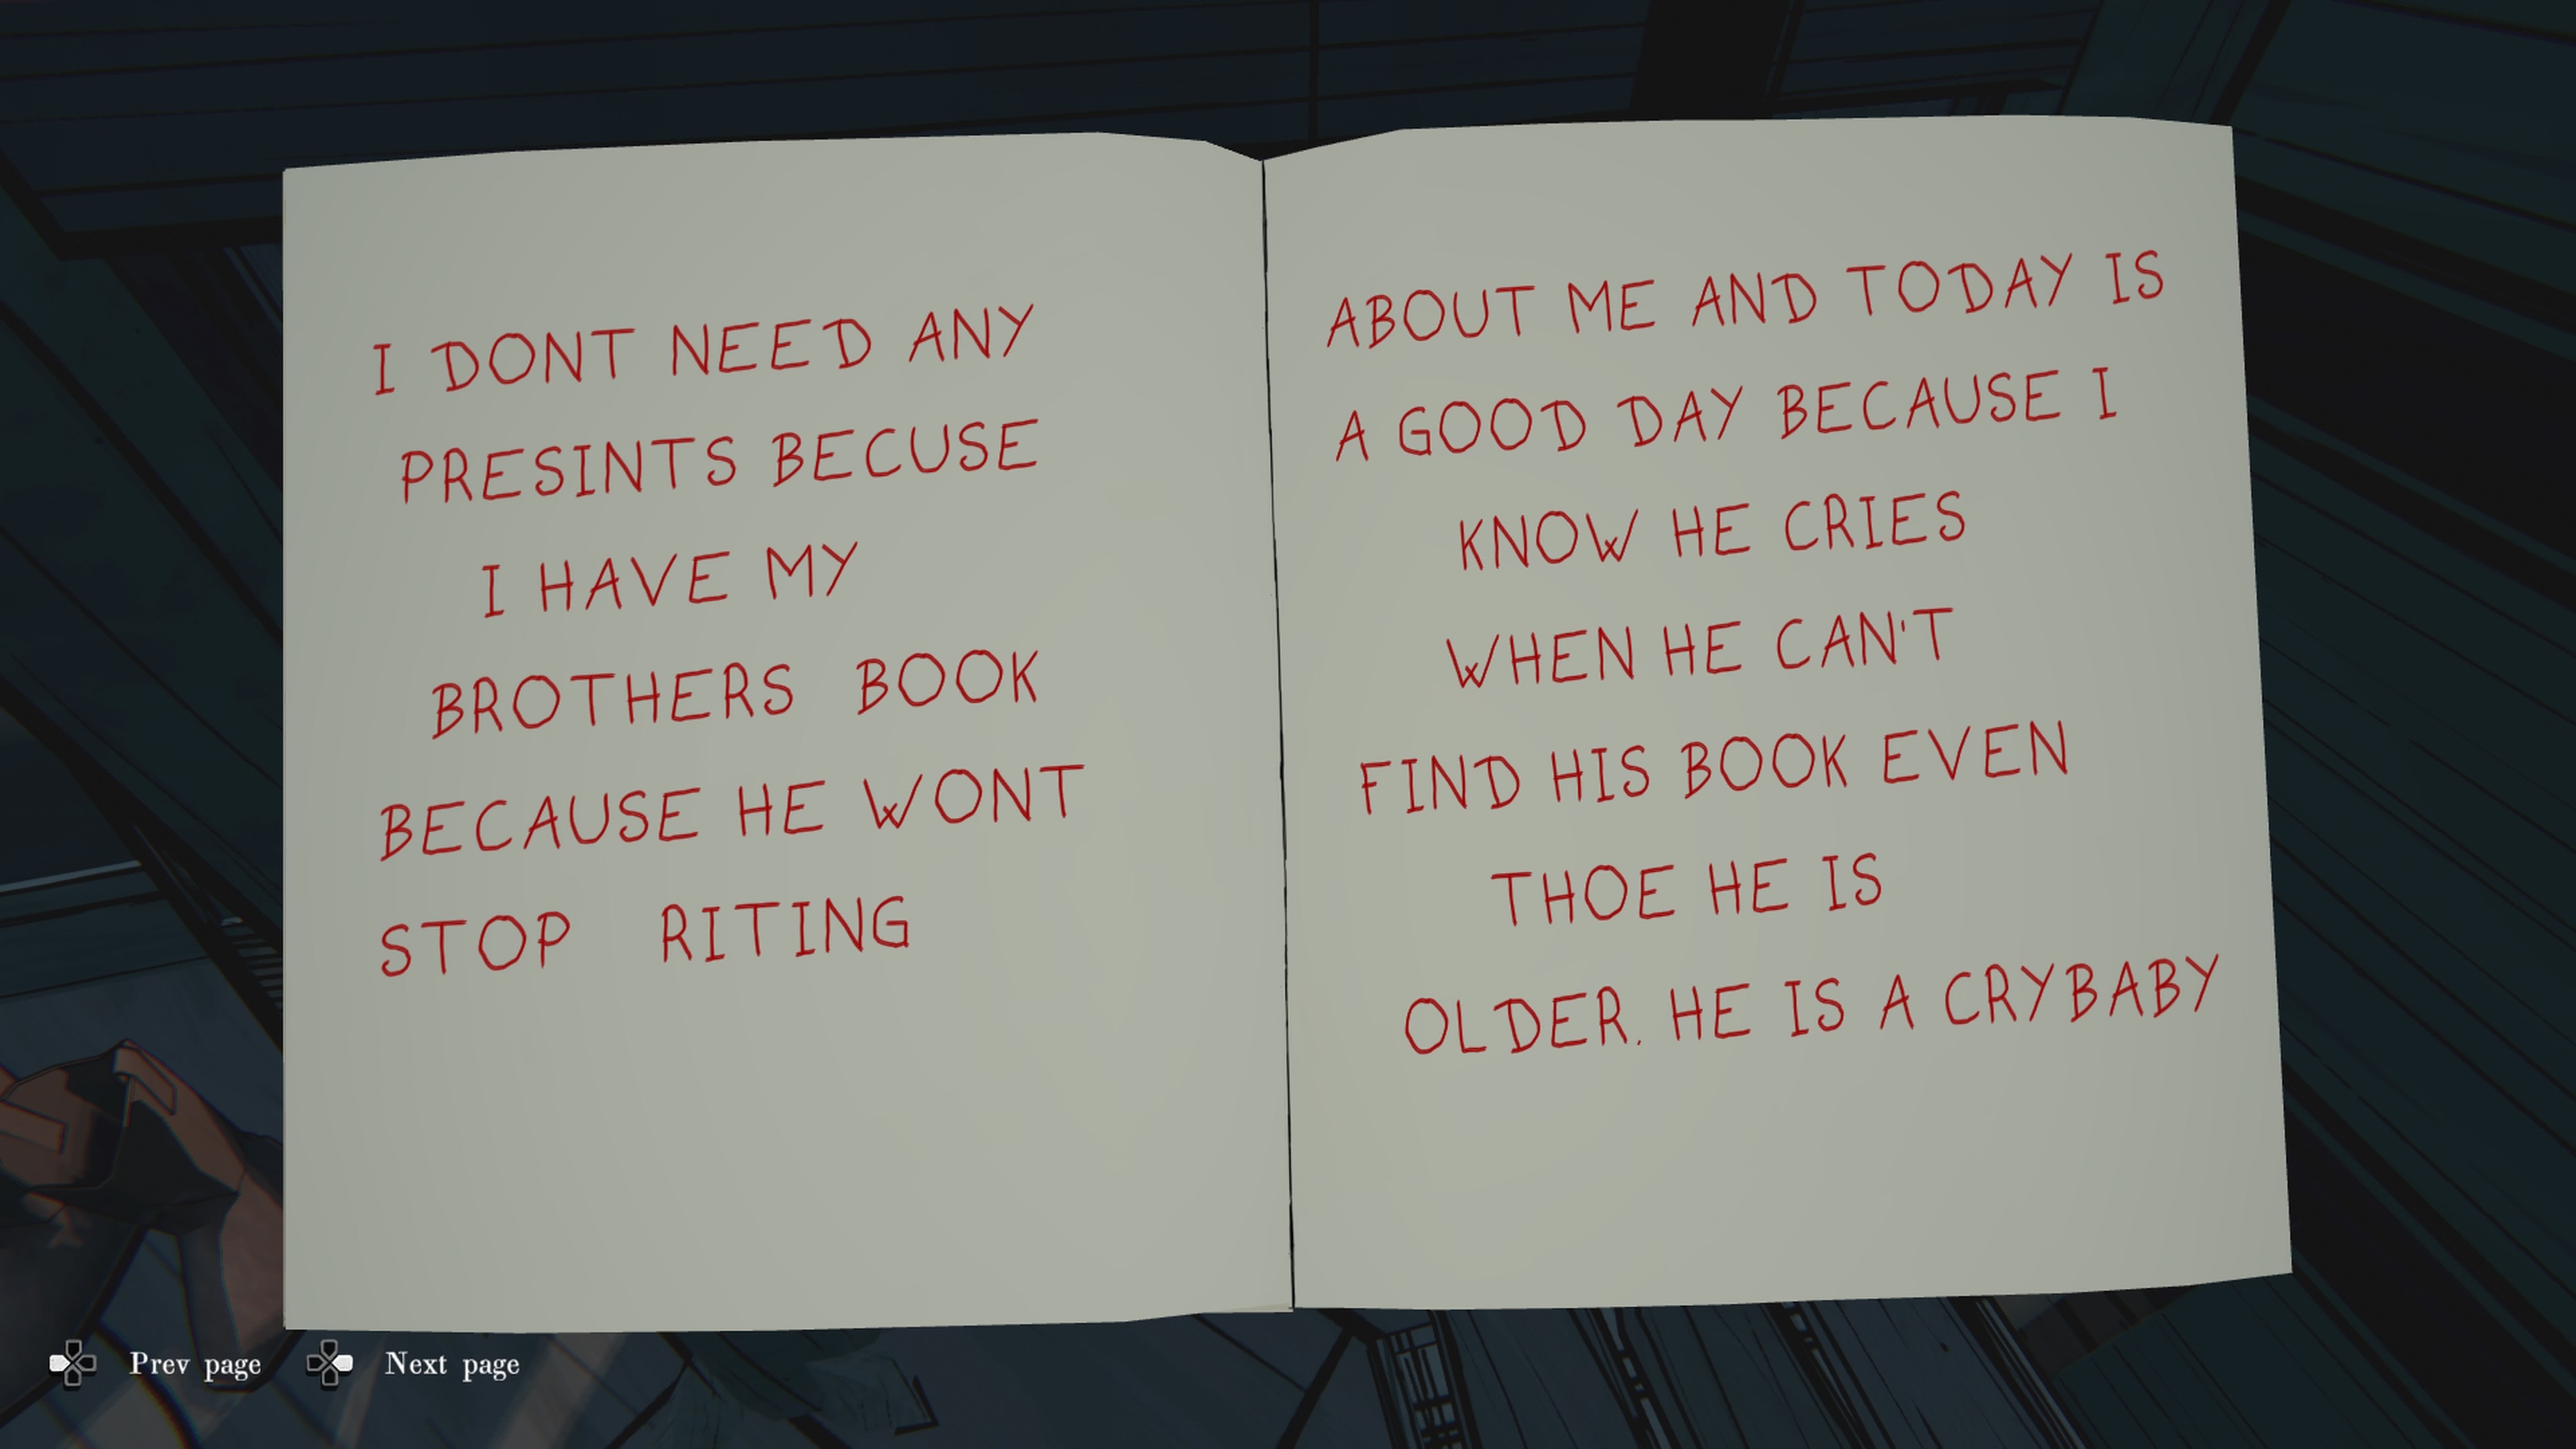 I DONT NEED ANY
PRESINTS BECUSE
I HAVE MY
BROTHERS BOOK
BECAUSE HE WONT
STOP RITING
ABOUT ME AND TODAY IS
A GOOD DAY BECAUSE I
KNOW HE CRIES
WHEN HE CAN'T
FIND HIS BOOK EVEN
THOE HE IS
OLDER. HE IS A CRYBABY
Prev page Next page